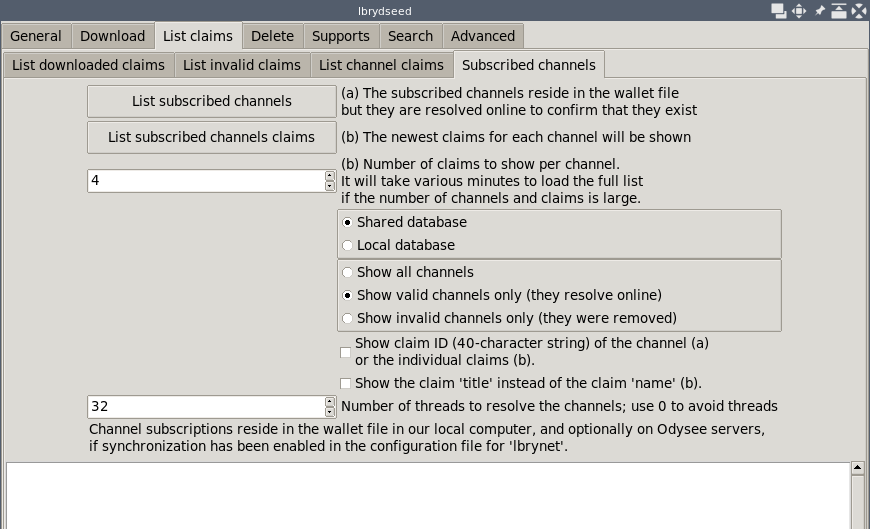 lbrydseed
General Download List claims Delete Supports Search Advanced
List downloaded claims List invalid claims List channel claims Subscribed channels
List subscribed channels
(a) The subscribed channels reside in the wallet file
but they are resolved online to confirm that they exist
List subscribed channels claims
(b) The newest claims for each channel will be shown
(b) Number of claims to show per channel.
4
It will take various minutes to load the full list
if the number of channels and claims is large.
Shared database
Local database
Show all channels
Show valid channels only (they resolve online)
Show invalid channels only (they were removed)
Show claim ID (40-character string) of the channel (a)
or the individual claims (b).
Show the claim 'title' instead of the claim 'name' (b).
32
Number of threads to resolve the channels; use 0 to avoid threads
Channel subscriptions reside in the wallet file in our local computer, and optionally on Odysee servers,
if synchronization has been enabled in the configuration file for 'lbrynet'.